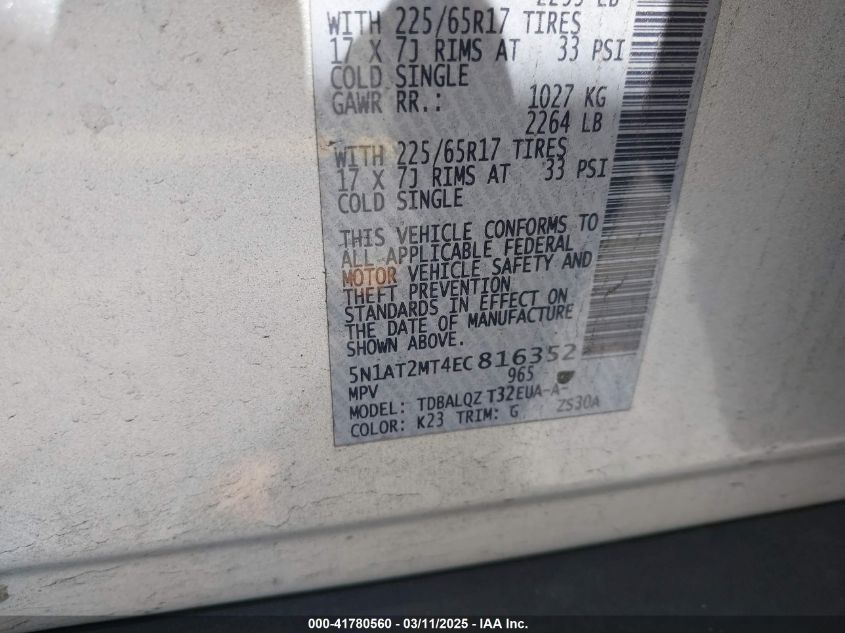 WITH 225/65R17 TIRES
17 X 7J RIMS AT 33 PSI
COLD SINGLE
GAWR RR.: 1027 KG
2264 LB
WITH 225/65R17 TIRES
17 X 7J RIMS AT 33 PSI
COLD SINGLE
THIS VEHICLE CONFORMS TO
ALL APPLICABLE FEDERAL
MOTOR VEHICLE SAFETY AND
THEFT PREVENTION
STANDARDS IN EFFECT ON
THE DATE OF MANUFACTURE
SHOWN ABOVE.
5N1AT2MT4EC816352
MPV 965
MODEL: TDBALQZ T32EUA-A-
COLOR: K23 TRIM: G ZS30A
000-41780560 - 03/11/2025 - IAA Inc.